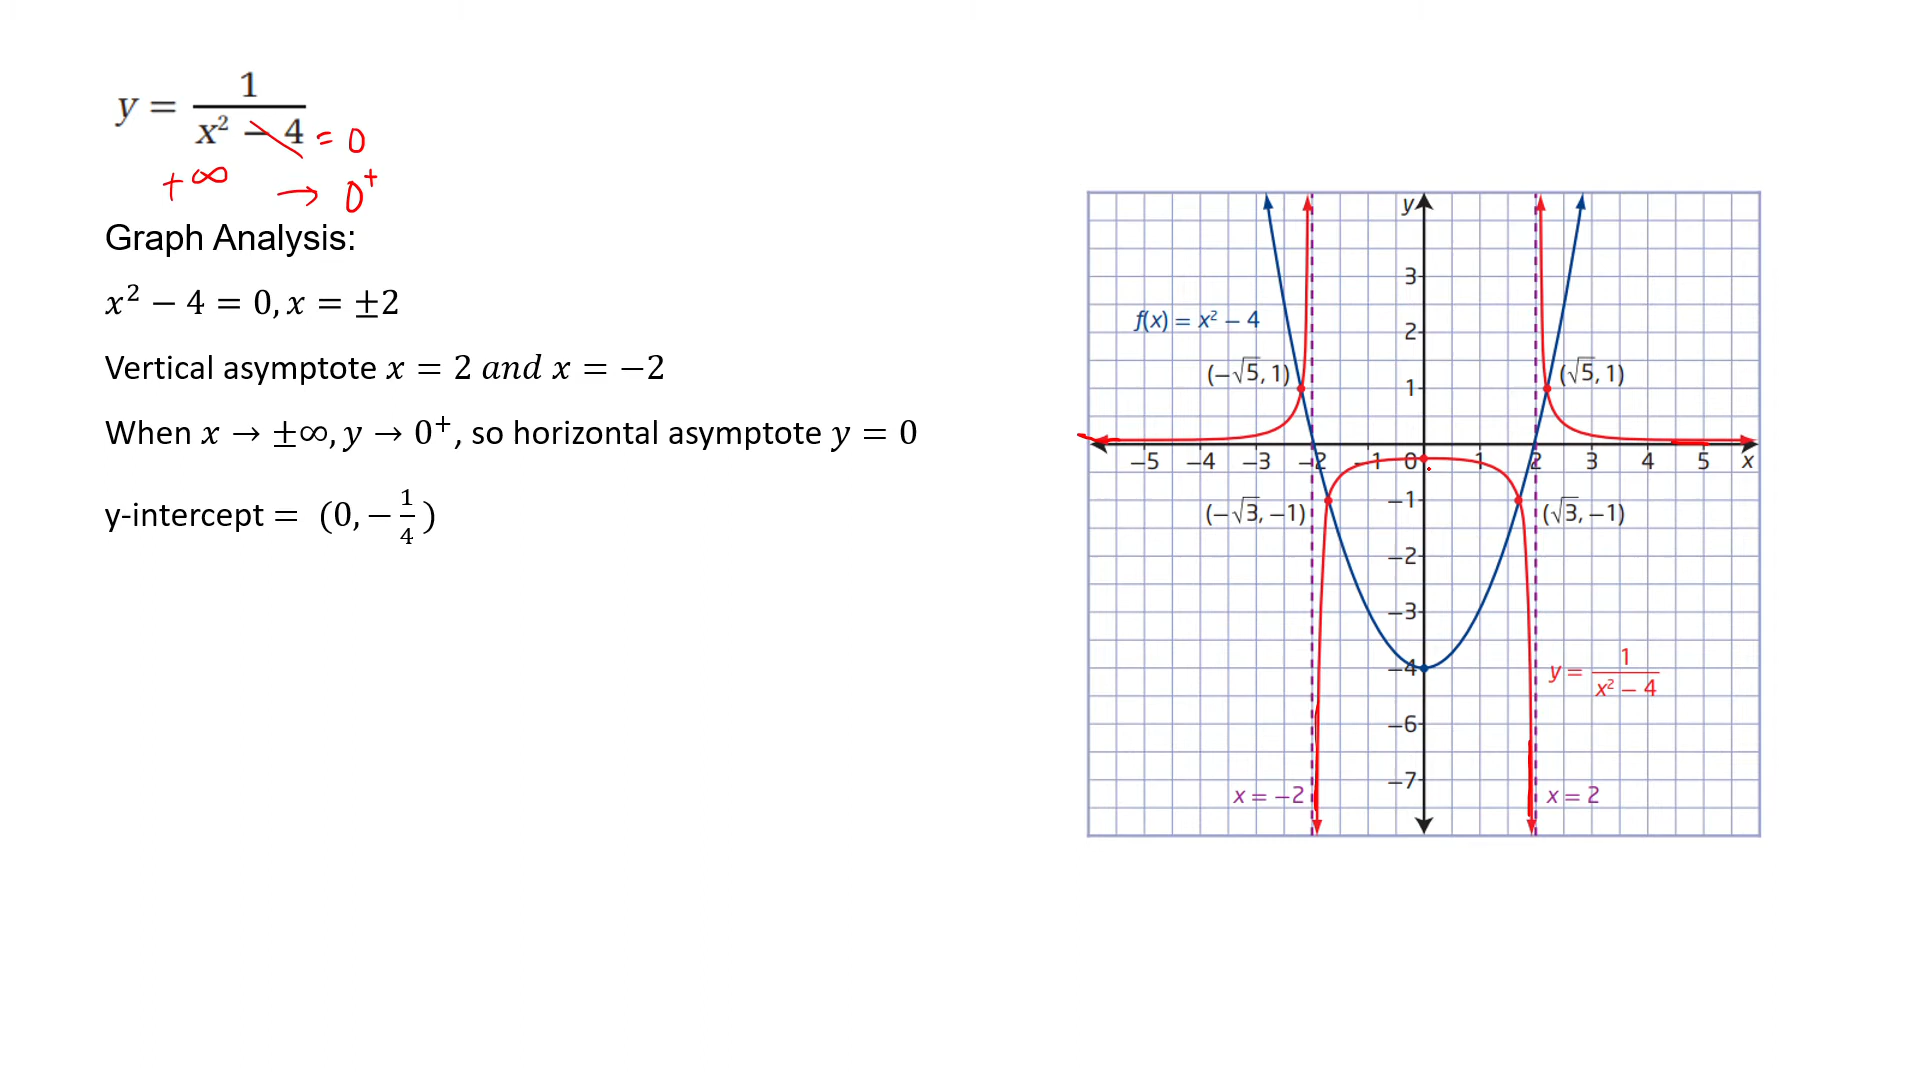 y = 1/(x² − 4) = 0
+∞ → 0⁺
Graph Analysis:
x² − 4 = 0, x = ±2
Vertical asymptote x = 2 and x = −2
When x → ±∞, y → 0⁺, so horizontal asymptote y = 0
y-intercept = (0, −1/4)
y
3
f(x) = x² − 4
2
(−√5, 1) 1 (√5, 1)
−5 −4 −3 −2 −1 0 1 2 3 4 5 x
(−√3, −1) −1 (√3, −1)
−2
−3
−4
y = 1/(x² − 4)
−6
−7
x = −2 x = 2